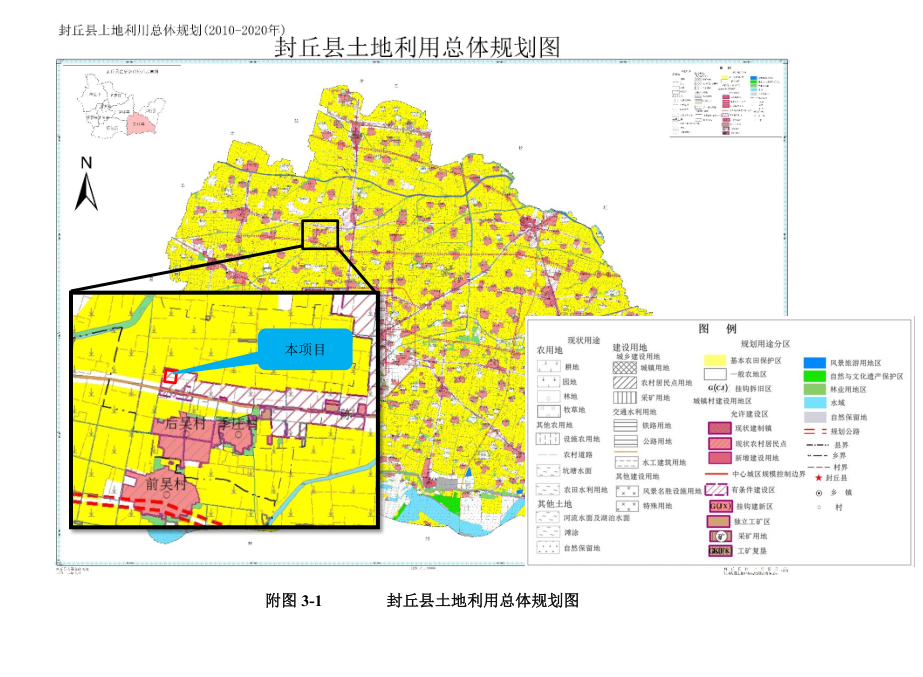 封丘县土地利用总体规划(2010-2020年)
封丘县土地利用总体规划图
N
本项目
后吴村
李庄村
陈
前吴村
图 例
现状用途
农用地
耕地
园地
林地
牧草地
其他农用地
设施农用地
农村道路
坑塘水面
农田水利用地
其他土地
河流水面及湖泊水面
滩涂
自然保留地
建设用地
城乡建设用地
城镇用地
农村居民点用地
采矿用地
交通水利用地
铁路用地
公路用地
水工建筑用地
其他建设用地
风景名胜设施用地
特殊用地
规划用途分区
基本农田保护区
一般农地区
G(CJ) 挂钩拆旧区
城镇村建设用地区
允许建设区
现状建制镇
现状农村居民点
新增建设用地
中心城区规模控制边界
有条件建设区
G(JX) 挂钩建新区
独立工矿区
矿 采矿用地
GK(FK) 工矿复垦
风景旅游用地区
自然与文化遗产保护区
林业用地区
水域
自然保留地
规划公路
县界
乡界
村界
封丘县
乡 镇
村
附图 3-1 封丘县土地利用总体规划图